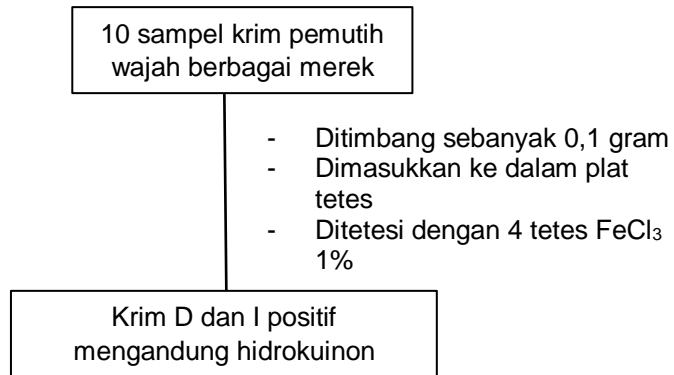 10 sampel krim pemutih
wajah berbagai merek
- Ditimbang sebanyak 0,1 gram
- Dimasukkan ke dalam plat
tetes
- Ditetesi dengan 4 tetes FeCl₃
1%
Krim D dan I positif
mengandung hidrokuinon